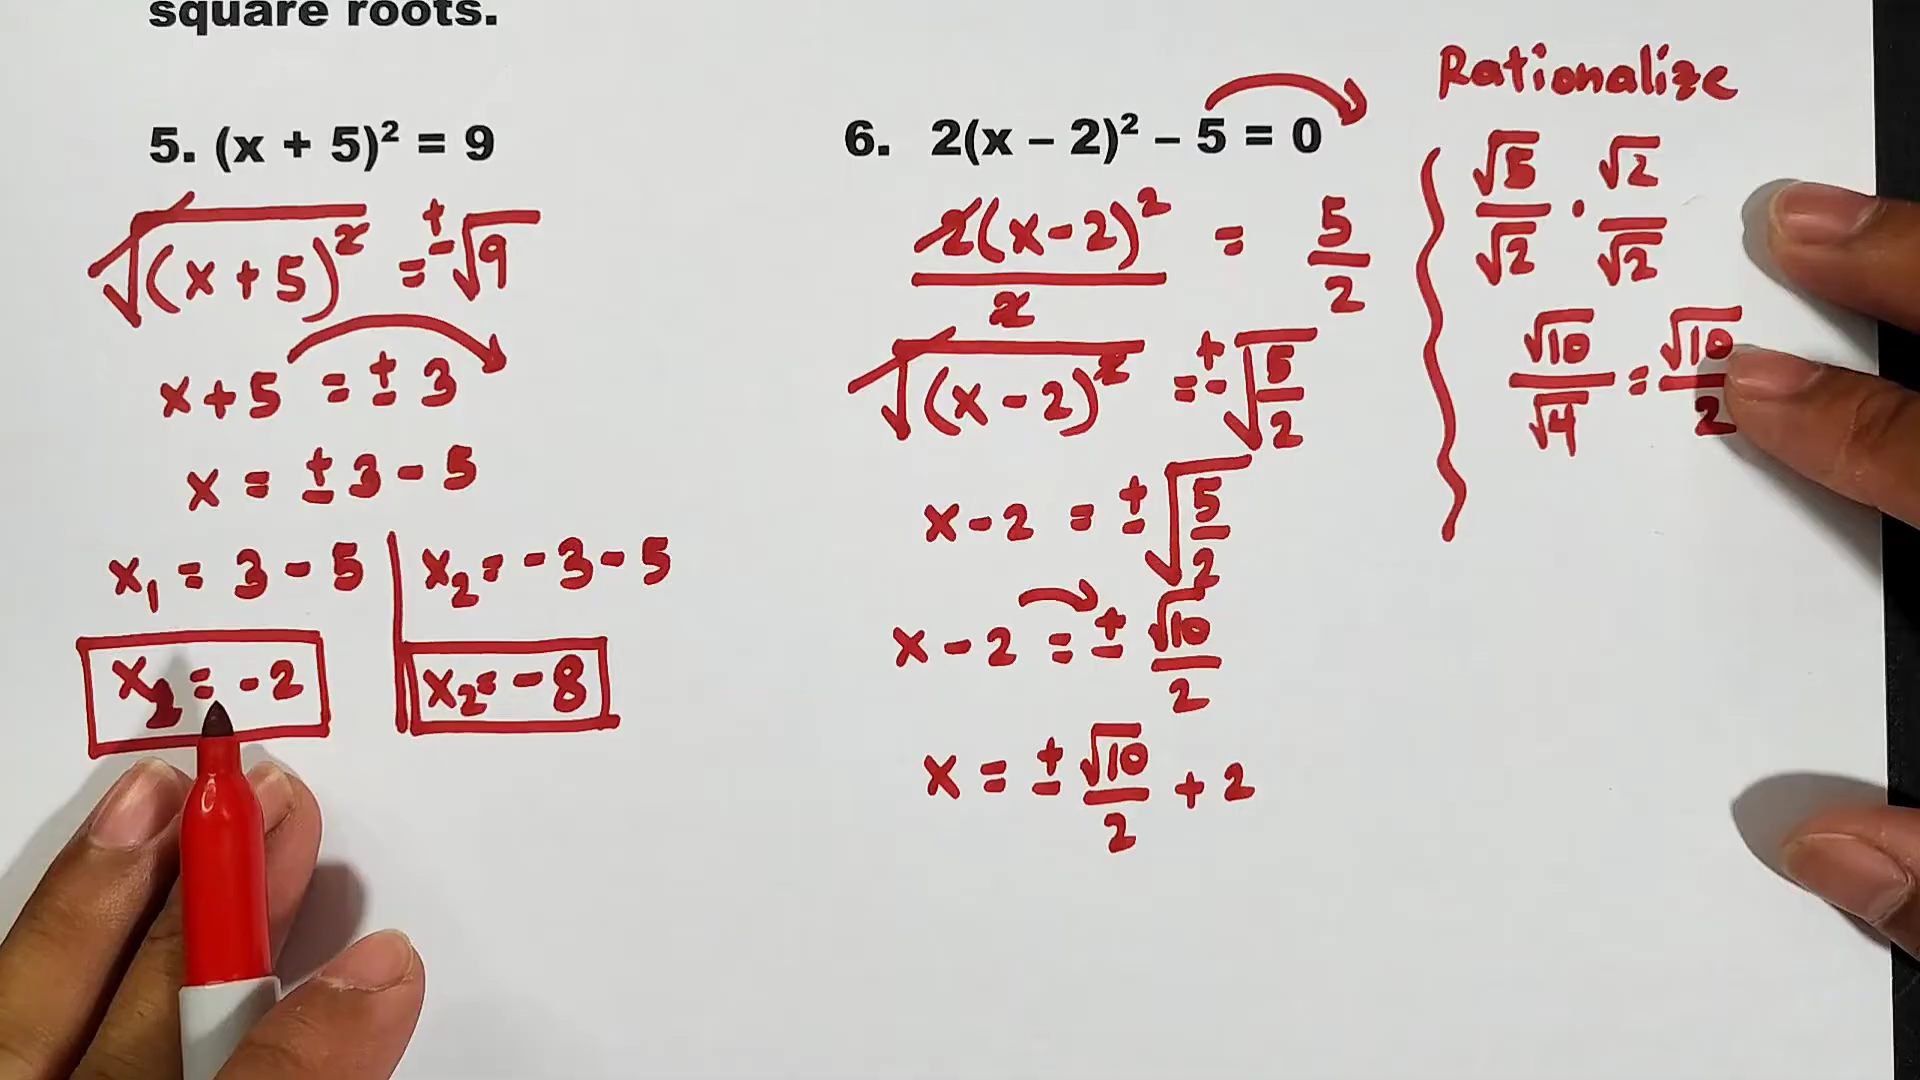 square roots.
5. (x + 5)² = 9
√(x+5)² = ±√9
x+5 = ± 3
x = ±3 - 5
x₁ = 3 - 5
x₂ = -3 - 5
x₂ = -2
x₂ = -8
6. 2(x – 2)² – 5 = 0
2(x-2)²/2 = 5/2
√(x-2)² = ±√5/2
x-2 = ±√5/2
x-2 = ±√10/2
x = ±√10/2 + 2
Rationalize
√5/√2 · √2/√2
√10/√4 = √10/2